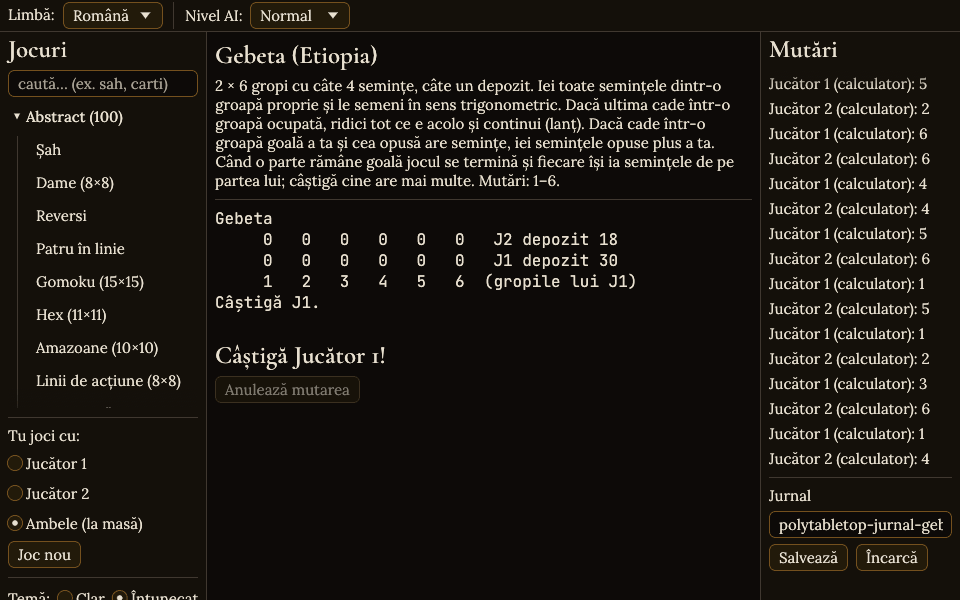 Limbă: Română ▼ Nivel AI: Normal ▼
Jocuri
caută... (ex. sah, carti)
▼ Abstract (100)
Șah
Dame (8×8)
Reversi
Patru în linie
Gomoku (15×15)
Hex (11×11)
Amazoane (10×10)
Linii de acțiune (8×8)
Tu joci cu:
Jucător 1
Jucător 2
Ambele (la masă)
Joc nou
Temă: Clar Întunecat
Gebeta (Etiopia)
2 × 6 gropi cu câte 4 semințe, câte un depozit. Iei toate semințele dintr-o
groapă proprie și le semeni în sens trigonometric. Dacă ultima cade într-o
groapă ocupată, ridici tot ce e acolo și continui (lanț). Dacă cade într-o
groapă goală a ta și cea opusă are semințe, iei semințele opuse plus a ta.
Când o parte rămâne goală jocul se termină și fiecare își ia semințele de pe
partea lui; câștigă cine are mai multe. Mutări: 1–6.
Gebeta
0 0 0 0 0 0 J2 depozit 18
0 0 0 0 0 0 J1 depozit 30
1 2 3 4 5 6 (gropile lui J1)
Câștigă J1.
Câștigă Jucător 1!
Anulează mutarea
Mutări
Jucător 1 (calculator): 5
Jucător 2 (calculator): 2
Jucător 1 (calculator): 6
Jucător 2 (calculator): 6
Jucător 1 (calculator): 4
Jucător 2 (calculator): 4
Jucător 1 (calculator): 5
Jucător 2 (calculator): 6
Jucător 1 (calculator): 1
Jucător 2 (calculator): 5
Jucător 1 (calculator): 1
Jucător 2 (calculator): 2
Jucător 1 (calculator): 3
Jucător 2 (calculator): 6
Jucător 1 (calculator): 1
Jucător 2 (calculator): 4
Jurnal
polytabletop-jurnal-geb
Salvează Încarcă